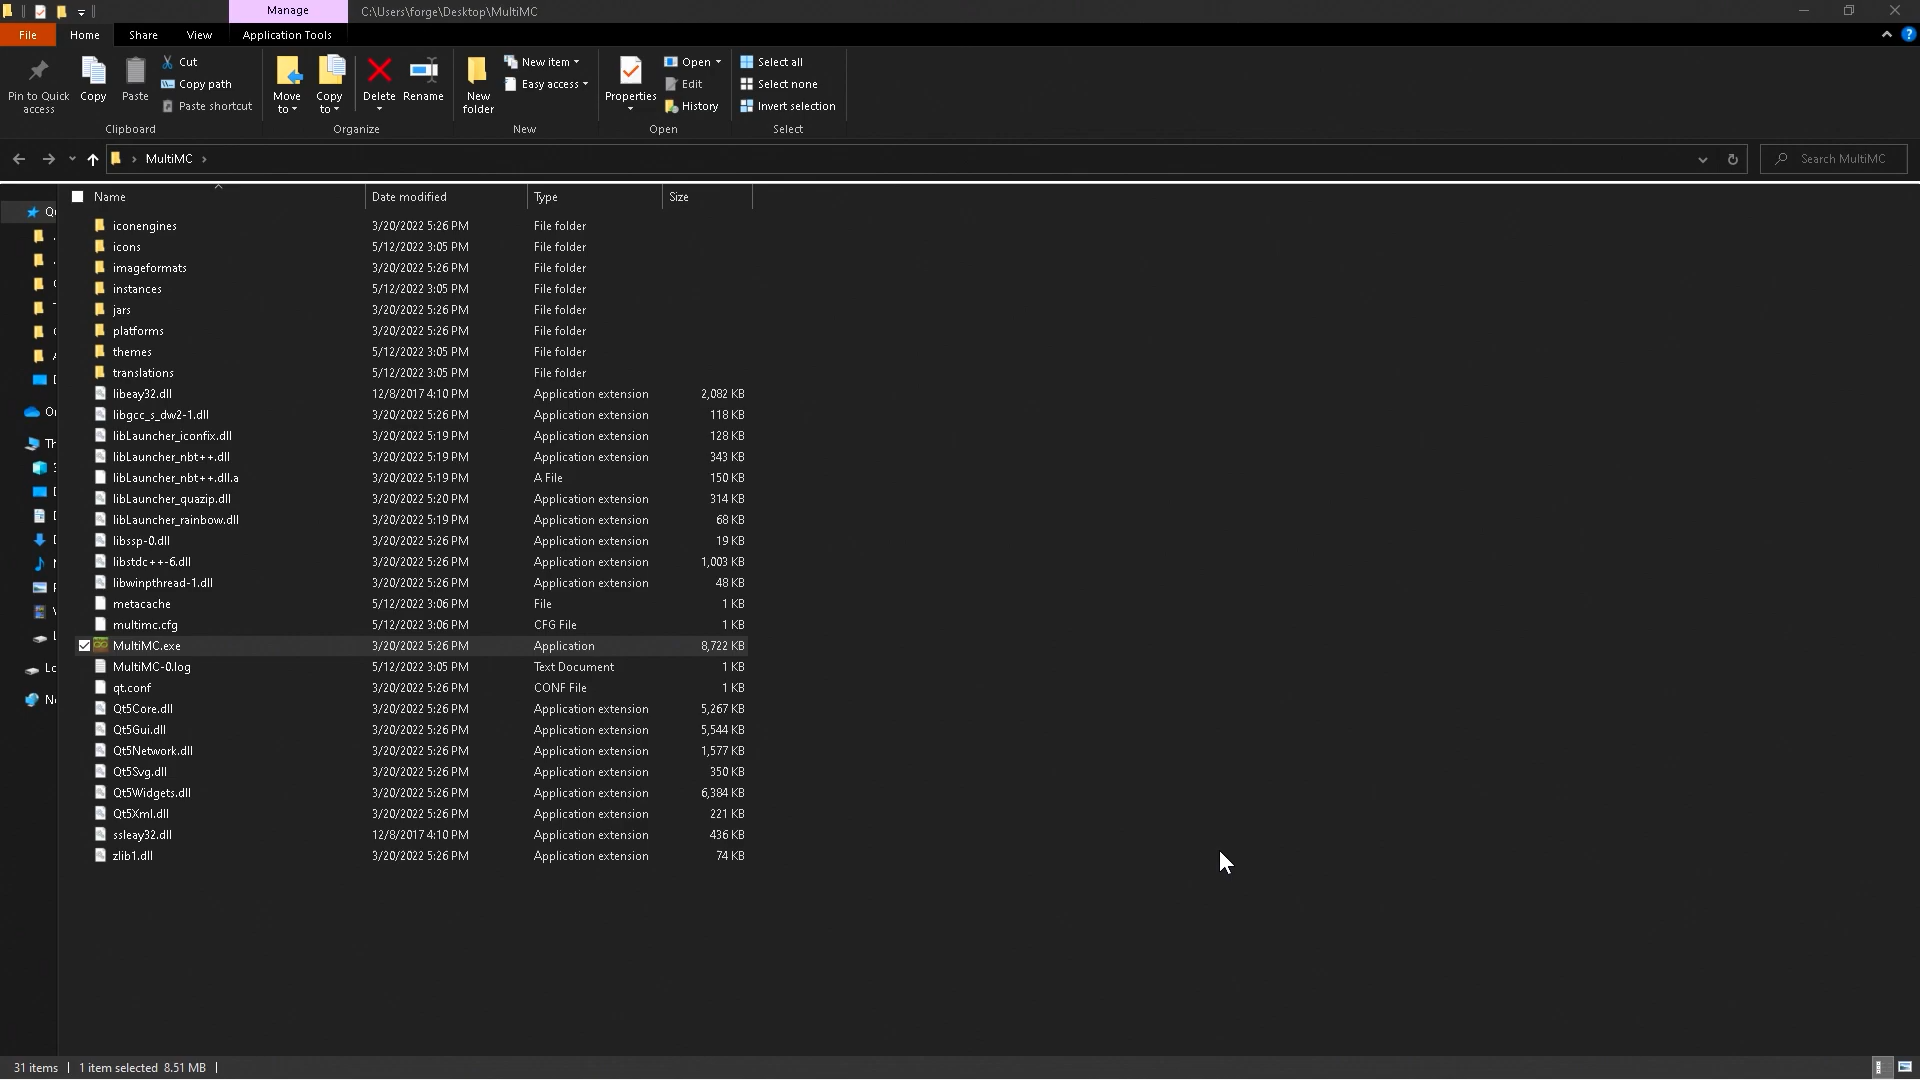 Manage C:\Users\forge\Desktop\MultiMC
File Home Share View Application Tools
Pin to Quick access
Copy
Paste
Cut
Copy path
Paste shortcut
Clipboard
Move to
Copy to
Delete
Rename
Organize
New folder
New item
Easy access
New
Properties
Open
Edit
History
Open
Select all
Select none
Invert selection
Select
MultiMC
Search MultiMC
Name Date modified Type Size
iconengines 3/20/2022 5:26 PM File folder
icons 5/12/2022 3:05 PM File folder
imageformats 3/20/2022 5:26 PM File folder
instances 5/12/2022 3:05 PM File folder
jars 3/20/2022 5:26 PM File folder
platforms 3/20/2022 5:26 PM File folder
themes 5/12/2022 3:05 PM File folder
translations 5/12/2022 3:05 PM File folder
libeay32.dll 12/8/2017 4:10 PM Application extension 2,082 KB
libgcc_s_dw2-1.dll 3/20/2022 5:26 PM Application extension 118 KB
libLauncher_iconfix.dll 3/20/2022 5:19 PM Application extension 128 KB
libLauncher_nbt++.dll 3/20/2022 5:19 PM Application extension 343 KB
libLauncher_nbt++.dll.a 3/20/2022 5:19 PM A File 150 KB
libLauncher_quazip.dll 3/20/2022 5:20 PM Application extension 314 KB
libLauncher_rainbow.dll 3/20/2022 5:19 PM Application extension 68 KB
libssp-0.dll 3/20/2022 5:26 PM Application extension 19 KB
libstdc++-6.dll 3/20/2022 5:26 PM Application extension 1,003 KB
libwinpthread-1.dll 3/20/2022 5:26 PM Application extension 48 KB
metacache 5/12/2022 3:06 PM File 1 KB
multimc.cfg 5/12/2022 3:06 PM CFG File 1 KB
MultiMC.exe 3/20/2022 5:26 PM Application 8,722 KB
MultiMC-0.log 5/12/2022 3:05 PM Text Document 1 KB
qt.conf 3/20/2022 5:26 PM CONF File 1 KB
Qt5Core.dll 3/20/2022 5:26 PM Application extension 5,267 KB
Qt5Gui.dll 3/20/2022 5:26 PM Application extension 5,544 KB
Qt5Network.dll 3/20/2022 5:26 PM Application extension 1,577 KB
Qt5Svg.dll 3/20/2022 5:26 PM Application extension 350 KB
Qt5Widgets.dll 3/20/2022 5:26 PM Application extension 6,384 KB
Qt5Xml.dll 3/20/2022 5:26 PM Application extension 221 KB
ssleay32.dll 12/8/2017 4:10 PM Application extension 436 KB
zlib1.dll 3/20/2022 5:26 PM Application extension 74 KB
31 items 1 item selected 8.51 MB